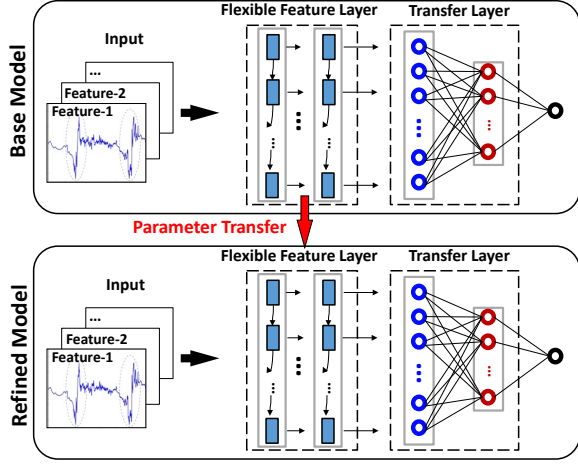 Base Model
Input
...
Feature-2
Feature-1
Flexible Feature Layer
...
...
...
Transfer Layer
...
...
Parameter Transfer
Refined Model
Input
...
Feature-2
Feature-1
Flexible Feature Layer
...
...
...
Transfer Layer
...
...